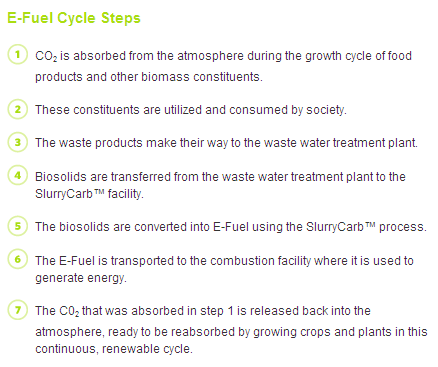 E-Fuel Cycle Steps
1 CO₂ is absorbed from the atmosphere during the growth cycle of food
products and other biomass constituents.
2 These constituents are utilized and consumed by society.
3 The waste products make their way to the waste water treatment plant.
4 Biosolids are transferred from the waste water treatment plant to the
SlurryCarb™ facility.
5 The biosolids are converted into E-Fuel using the SlurryCarb™ process.
6 The E-Fuel is transported to the combustion facility where it is used to
generate energy.
7 The C0₂ that was absorbed in step 1 is released back into the
atmosphere, ready to be reabsorbed by growing crops and plants in this
continuous, renewable cycle.